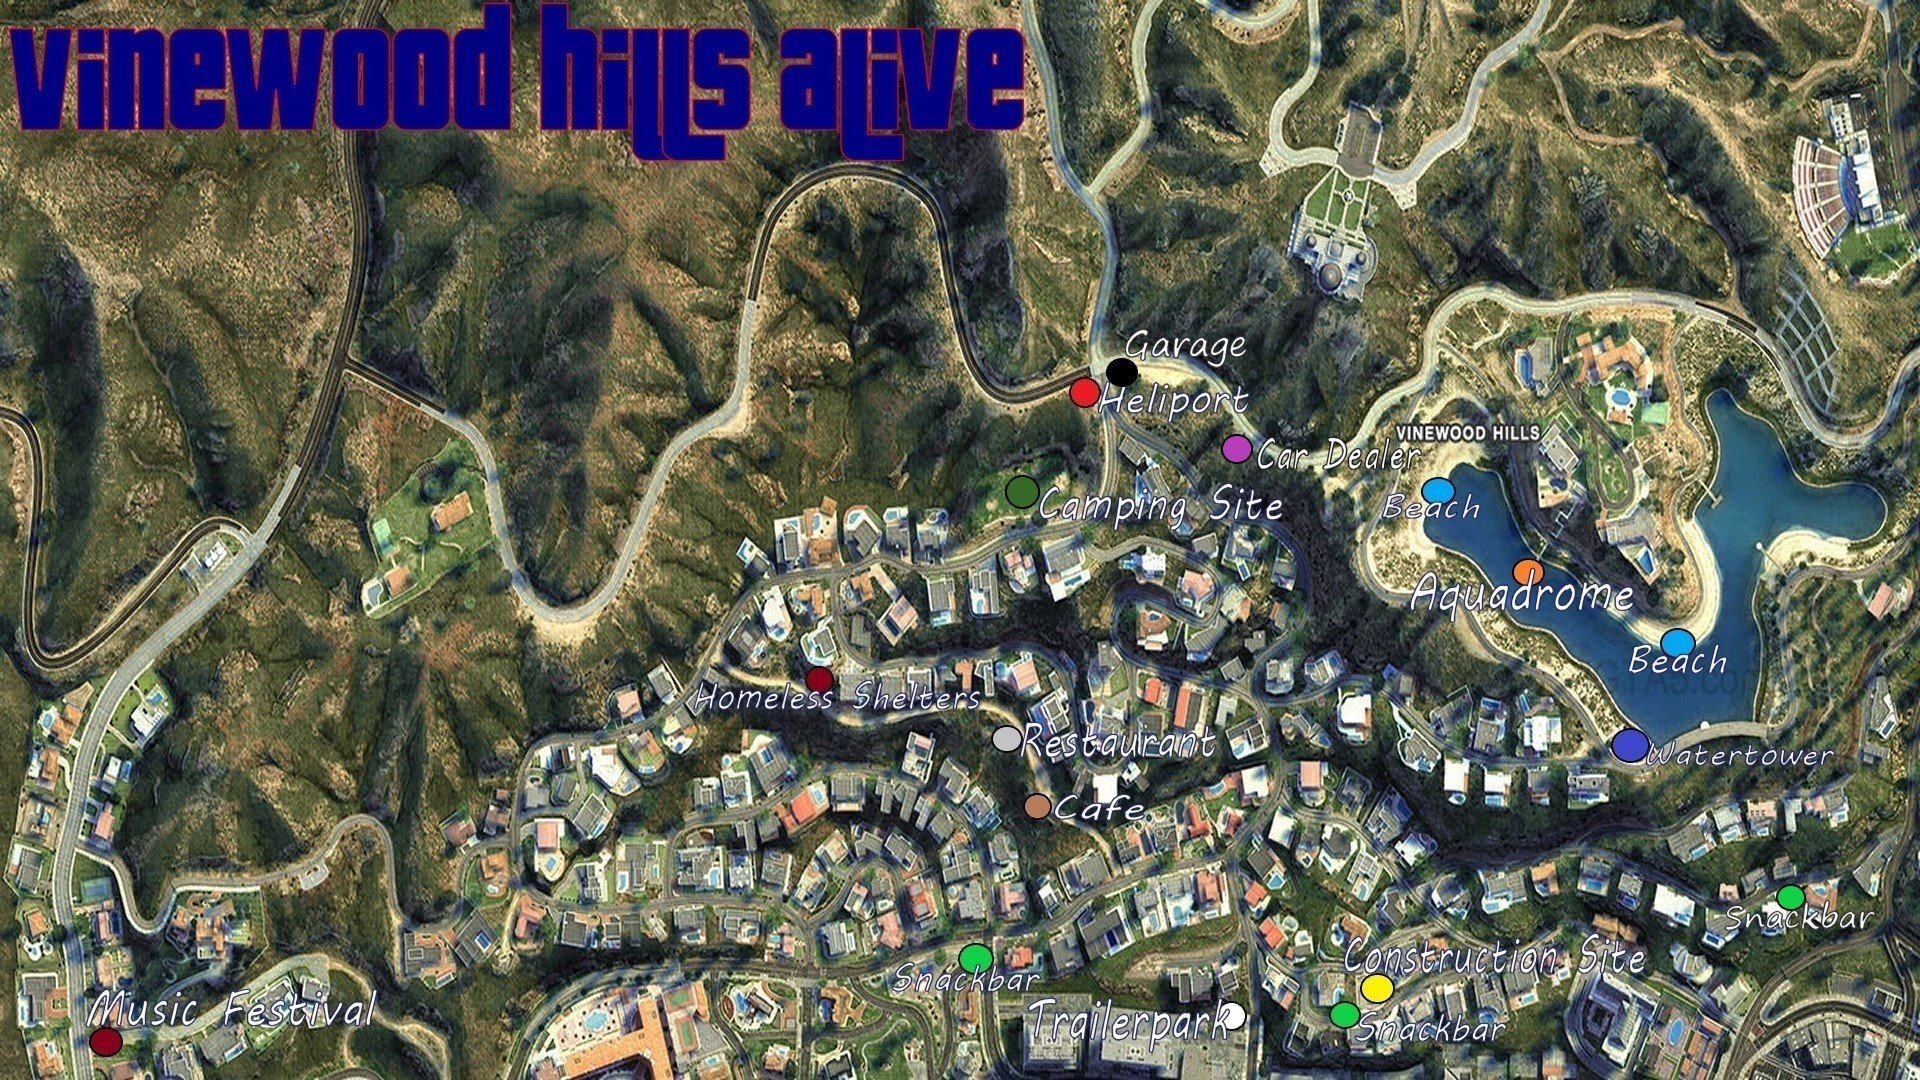 vinewood hills alive
Garage
Heliport
VINEWOOD HILLS
Car Dealer
Camping Site
Beach
Aquadrome
Beach
Homeless Shelters
Restaurant
Watertower
Cafe
Snackbar
Construction Site
Snackbar
Music Festival
Trailerpark
Snackbar